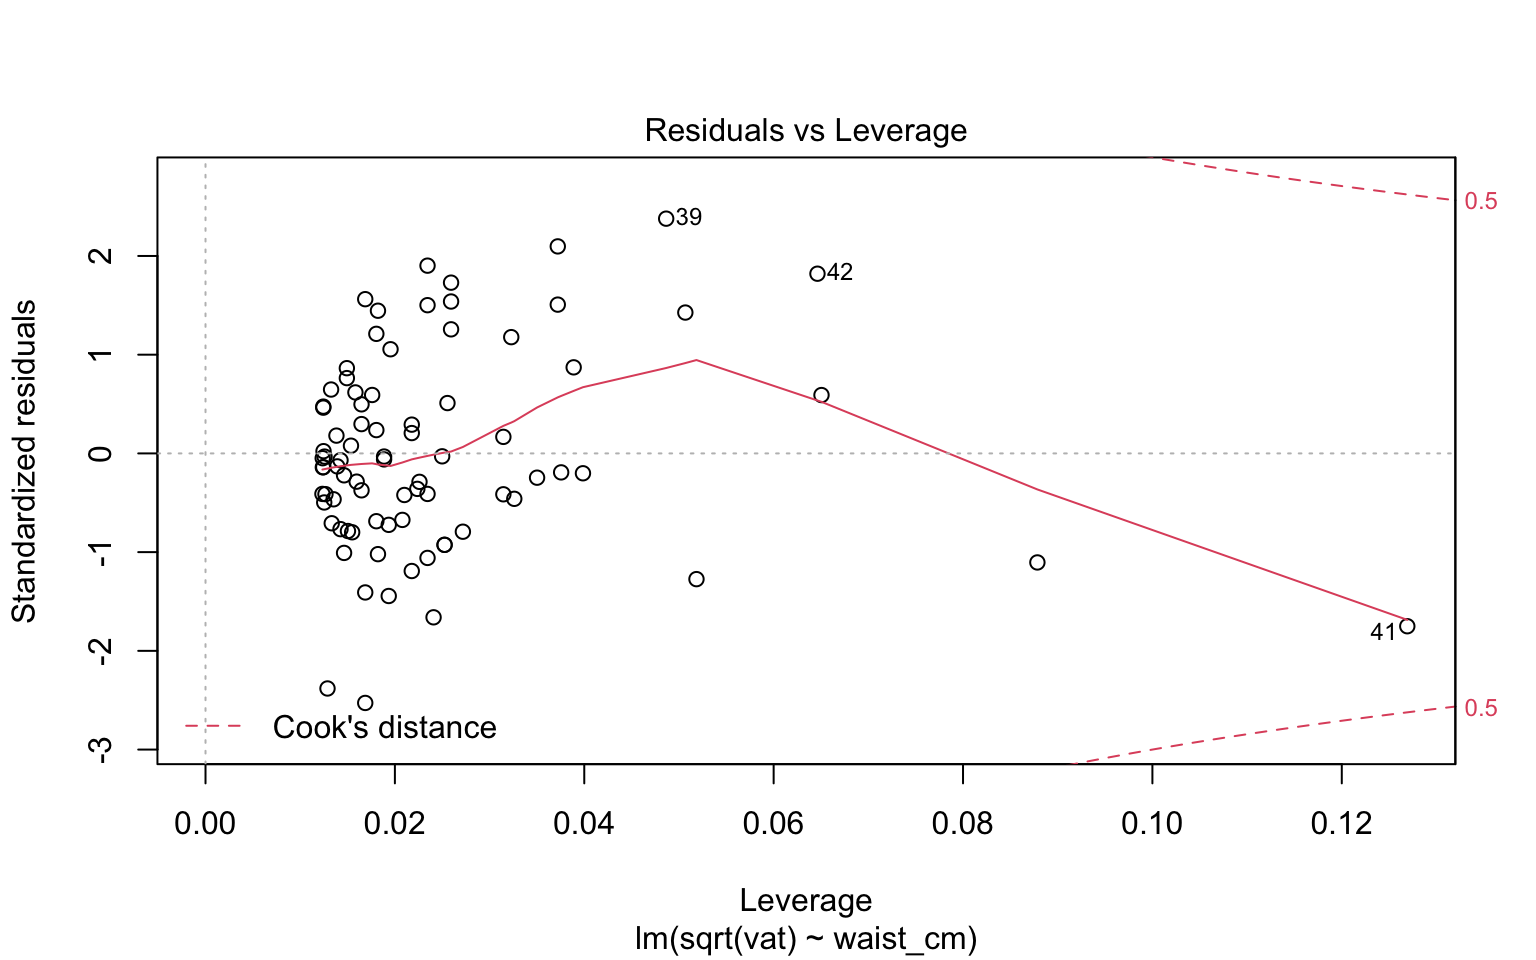 Residuals vs Leverage
0.5
39
42
2
1
0
-1
-2
-3
Standardized residuals
41
0.5
Cook's distance
0.00 0.02 0.04 0.06 0.08 0.10 0.12
Leverage
lm(sqrt(vat) ~ waist_cm)